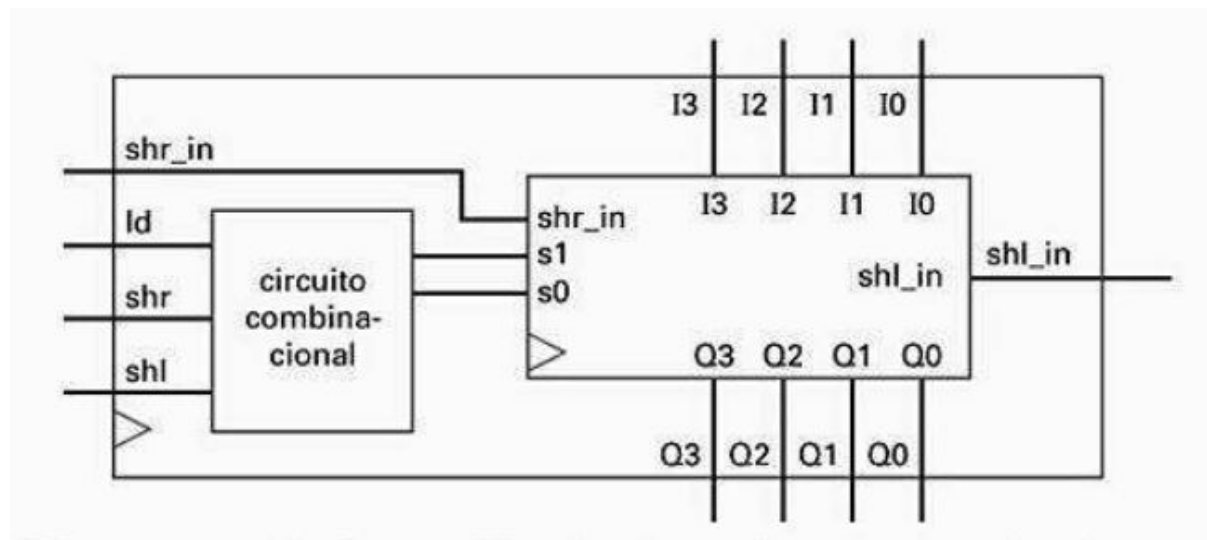 I3 I2 I1 I0
shr_in
ld
shr
shl
circuito
combina-
cional
shr_in
s1
s0
I3 I2 I1 I0
shl_in
Q3 Q2 Q1 Q0
shl_in
Q3 Q2 Q1 Q0